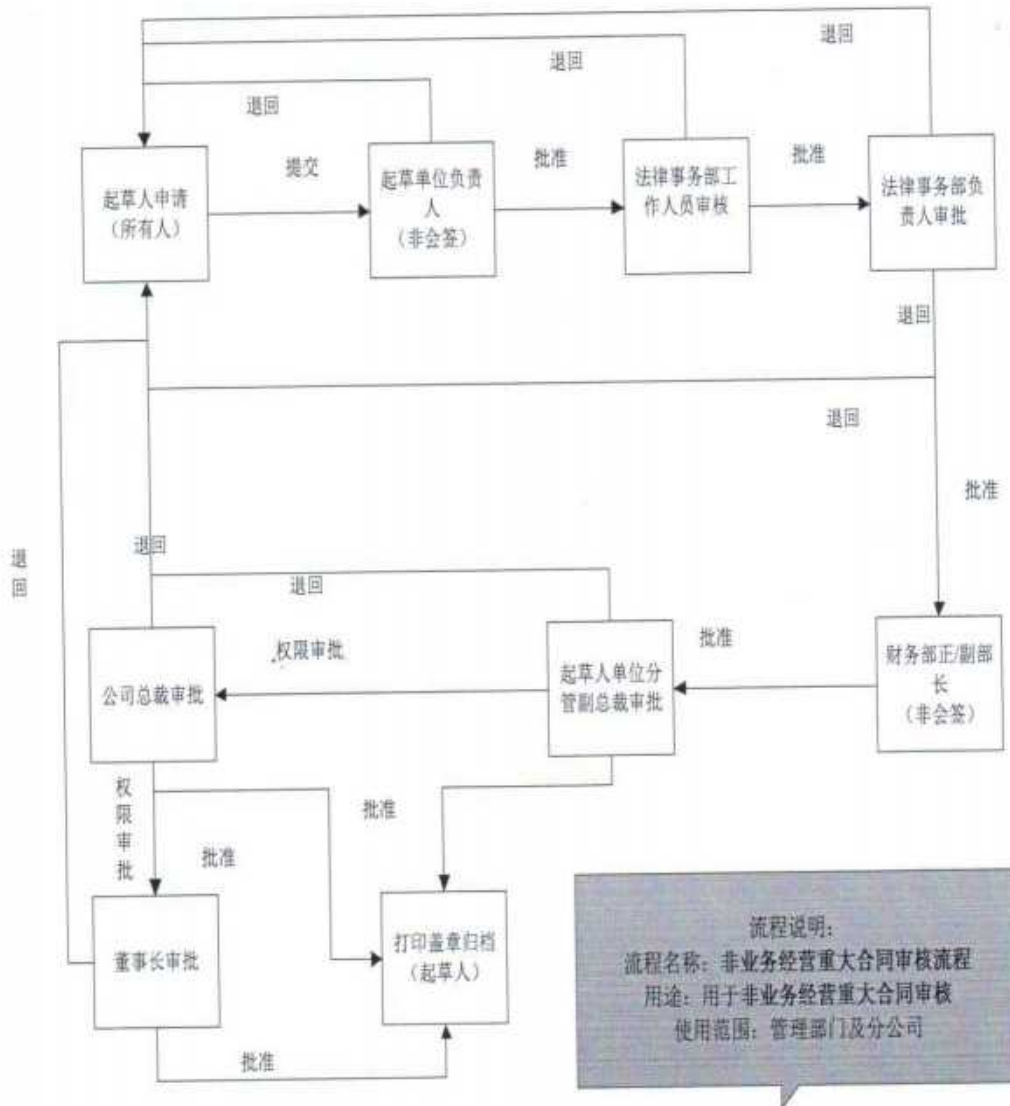 退回
退回
退回
提交
批准
批准
起草人申请
（所有人）
起草单位负责
人
（非会签）
法律事务部工
作人员审核
法律事务部负
责人审批
退回
退回
批准
退
回
退回
退回
权限审批
批准
公司总裁审批
起草人单位分
管副总裁审批
财务部正/副部
长
（非会签）
权
限
审
批
批准
批准
董事长审批
打印盖章归档
（起草人）
批准
流程说明：
流程名称：非业务经营重大合同审核流程
用途：用于非业务经营重大合同审核
使用范围：管理部门及分公司